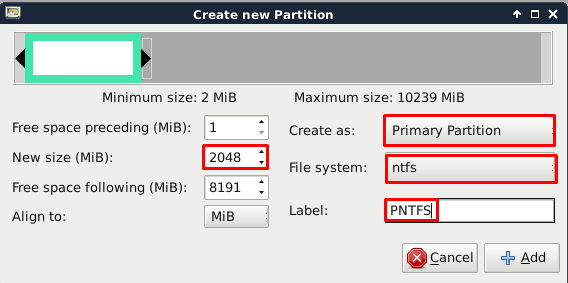 Create new Partition
Minimum size: 2 MiB Maximum size: 10239 MiB
Free space preceding (MiB): 1
Create as: Primary Partition
New size (MiB): 2048
File system: ntfs
Free space following (MiB): 8191
Align to: MiB
Label: PNTFS
Cancel Add